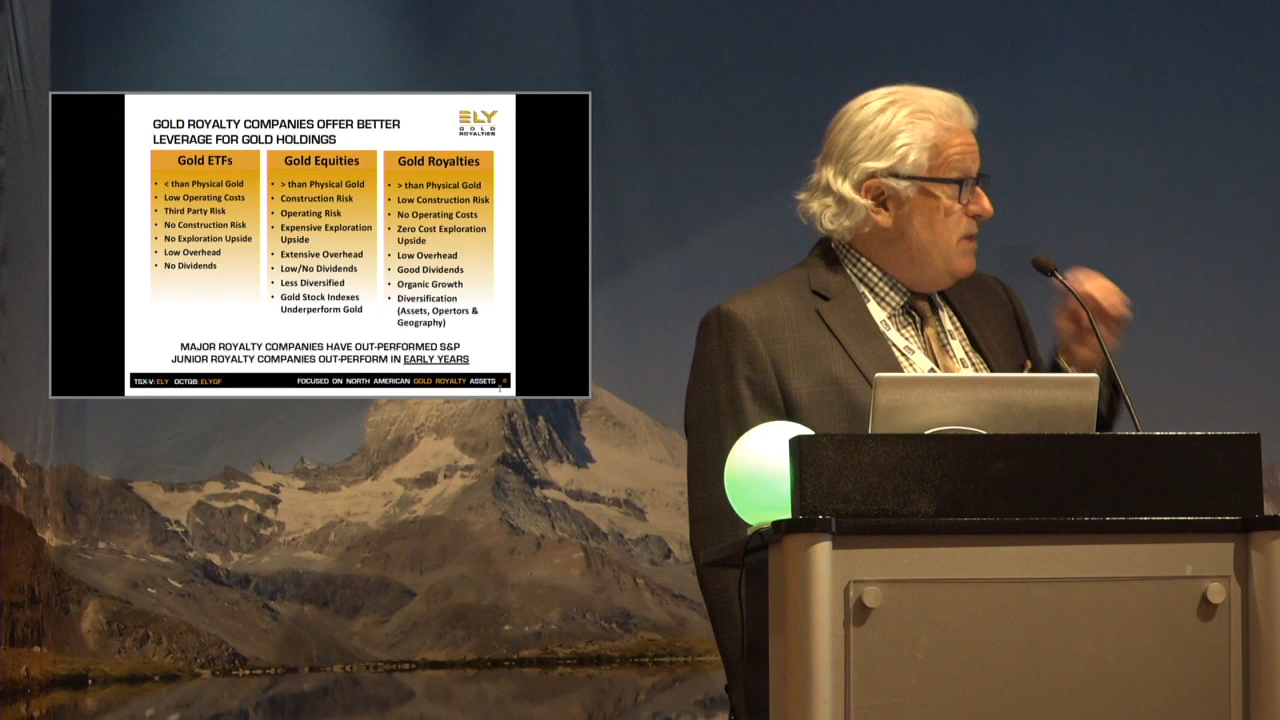 GOLD ROYALTY COMPANIES OFFER BETTER
LEVERAGE FOR GOLD HOLDINGS
ELY
GOLD
ROYALTIES
Gold ETFs
• < than Physical Gold
• Low Operating Costs
• Third Party Risk
• No Construction Risk
• No Exploration Upside
• Low Overhead
• No Dividends
Gold Equities
• > than Physical Gold
• Construction Risk
• Operating Risk
• Expensive Exploration
Upside
• Extensive Overhead
• Low/No Dividends
• Less Diversified
• Gold Stock Indexes
Underperform Gold
Gold Royalties
• > than Physical Gold
• Low Construction Risk
• No Operating Costs
• Zero Cost Exploration
Upside
• Low Overhead
• Good Dividends
• Organic Growth
• Diversification
(Assets, Opertors &
Geography)
MAJOR ROYALTY COMPANIES HAVE OUT-PERFORMED S&P
JUNIOR ROYALTY COMPANIES OUT-PERFORM IN EARLY YEARS
TSX-V: ELY OCTQB: ELYGF
FOCUSED ON NORTH AMERICAN GOLD ROYALTY ASSETS